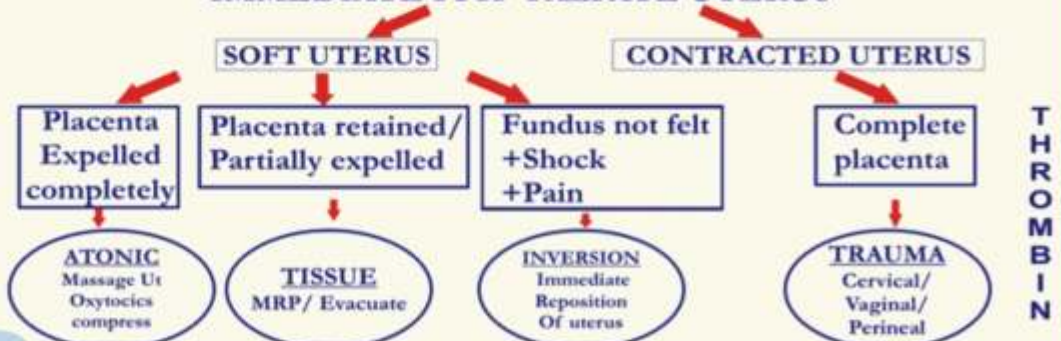 SOFT UTERUS
CONTRACTED UTERUS
Placenta
Expelled
completely
Placenta retained/
Partially expelled
Fundus not felt
+Shock
+Pain
Complete
placenta
ATONIC
Massage Ut
Oxytocics
compress
TISSUE
MRP/ Evacuate
INVERSION
Immediate
Reposition
Of uterus
TRAUMA
Cervical/
Vaginal/
Perineal
THROMBIN